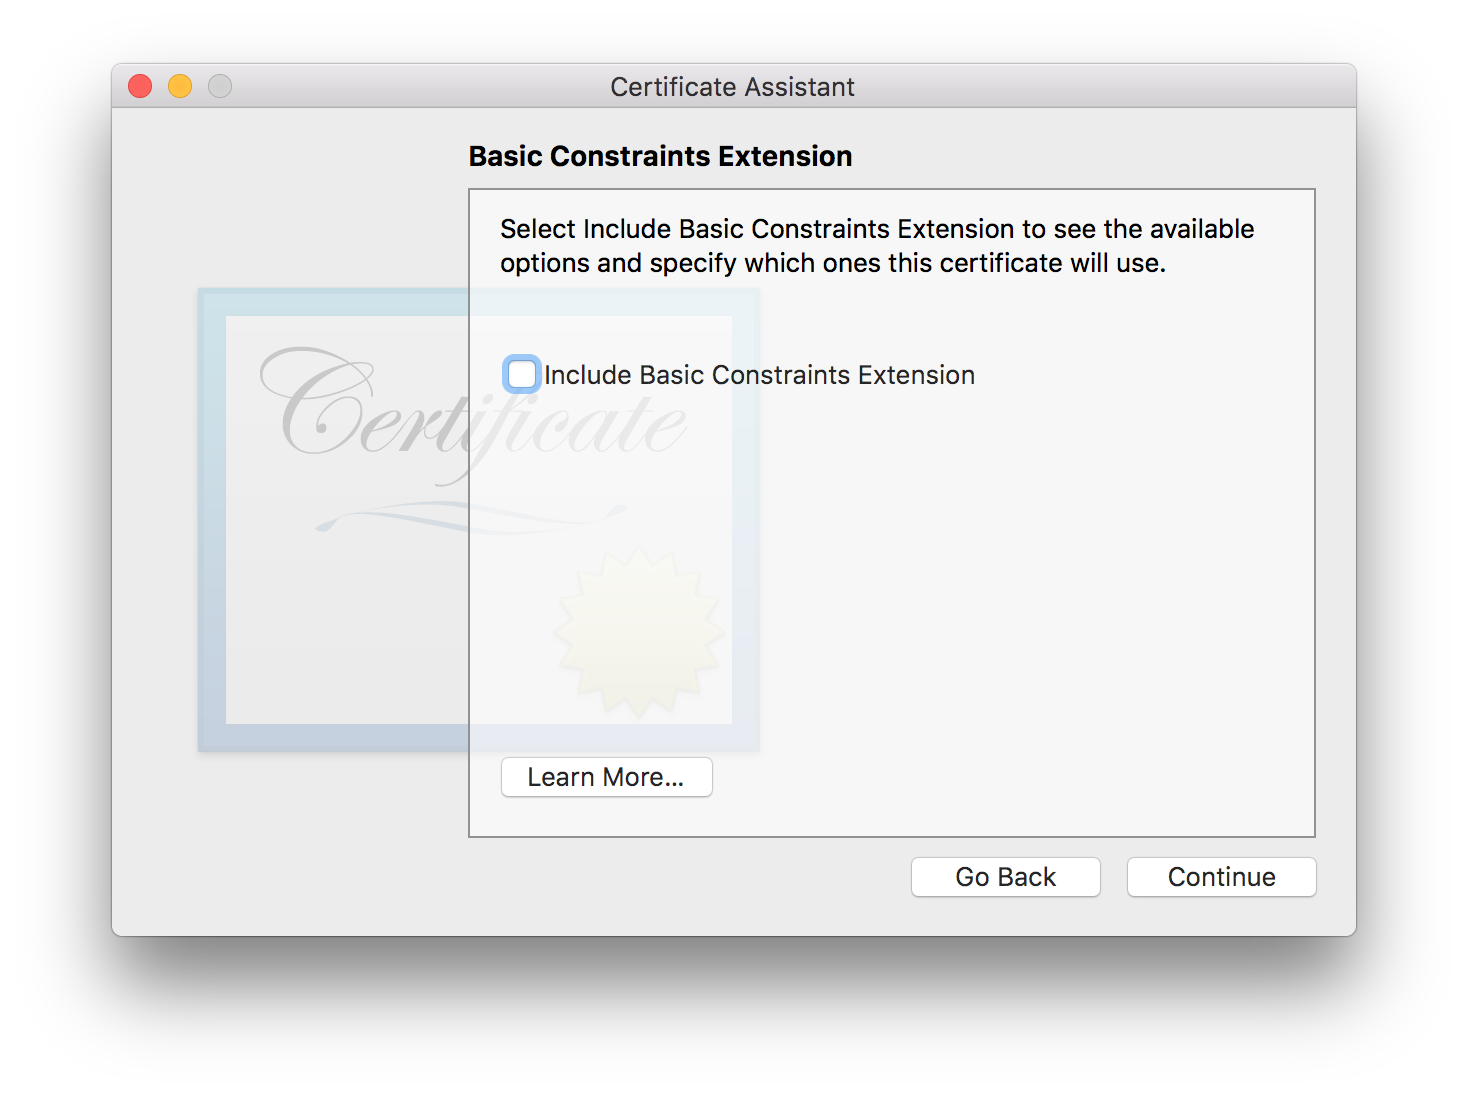 Certificate Assistant
Basic Constraints Extension
Select Include Basic Constraints Extension to see the available
options and specify which ones this certificate will use.
Include Basic Constraints Extension
Certificate
Learn More...
Go Back
Continue